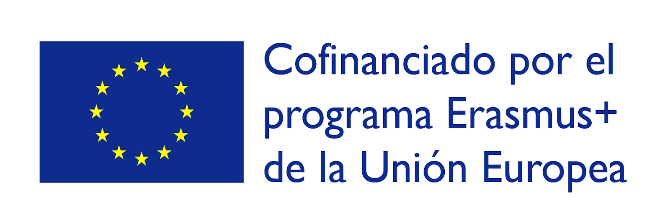 Cofinanciado por el
programa Erasmus+
de la Unión Europea